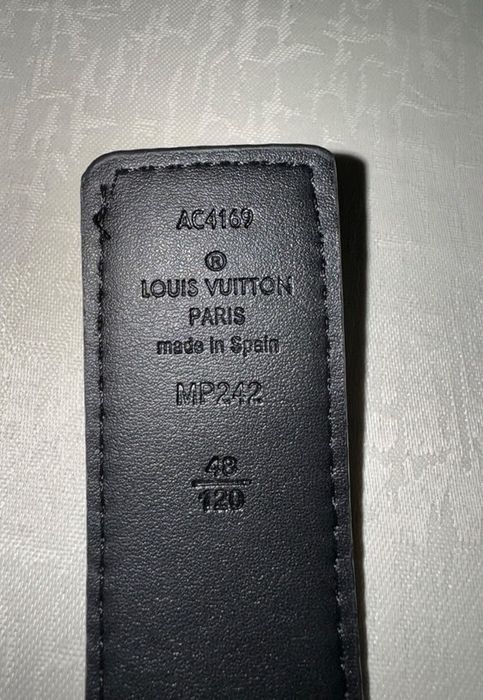 AC4169
®
LOUIS VUITTON
PARIS
made in Spain
MP242
48
120